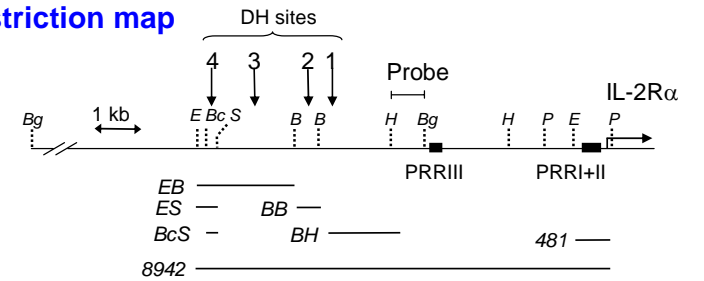 striction map
DH sites
4 3 2 1
Probe
IL-2Rα
Bg 1 kb E Bc S B B H Bg H P E P
PRRIII PRRI+II
EB
ES BB
BcS BH 481
8942